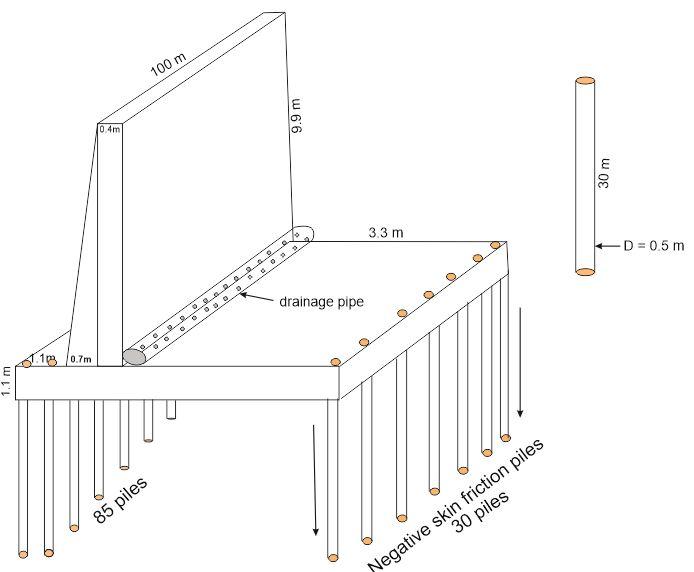 100 m
0.4m
9.9 m
30 m
3.3 m
D = 0.5 m
drainage pipe
1.1m
0.7m
1.1 m
85 piles
Negative skin friction piles
30 piles